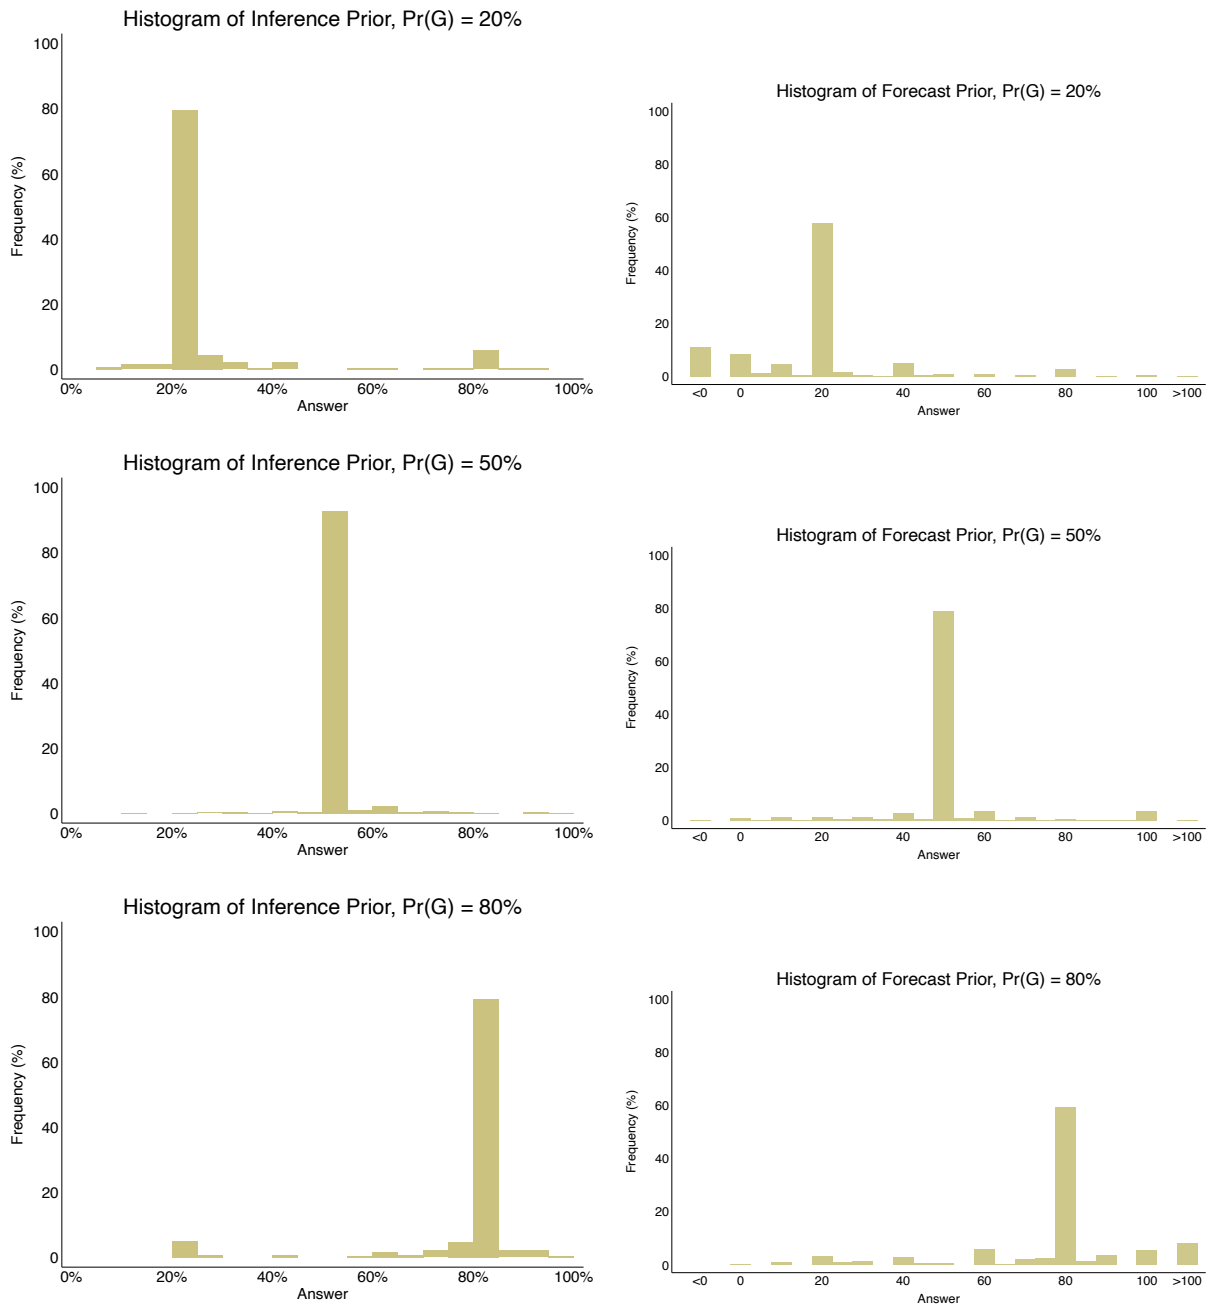 Histogram of Inference Prior, Pr(G) = 20%
100
80
60
40
20
0
Frequency (%)
0% 20% 40% 60% 80% 100%
Answer
Histogram of Forecast Prior, Pr(G) = 20%
100
80
60
40
20
0
Frequency (%)
<0 0 20 40 60 80 100 >100
Answer
Histogram of Inference Prior, Pr(G) = 50%
100
80
60
40
20
0
Frequency (%)
0% 20% 40% 60% 80% 100%
Answer
Histogram of Forecast Prior, Pr(G) = 50%
100
80
60
40
20
0
Frequency (%)
<0 0 20 40 60 80 100 >100
Answer
Histogram of Inference Prior, Pr(G) = 80%
100
80
60
40
20
0
Frequency (%)
0% 20% 40% 60% 80% 100%
Answer
Histogram of Forecast Prior, Pr(G) = 80%
100
80
60
40
20
0
Frequency (%)
<0 0 20 40 60 80 100 >100
Answer